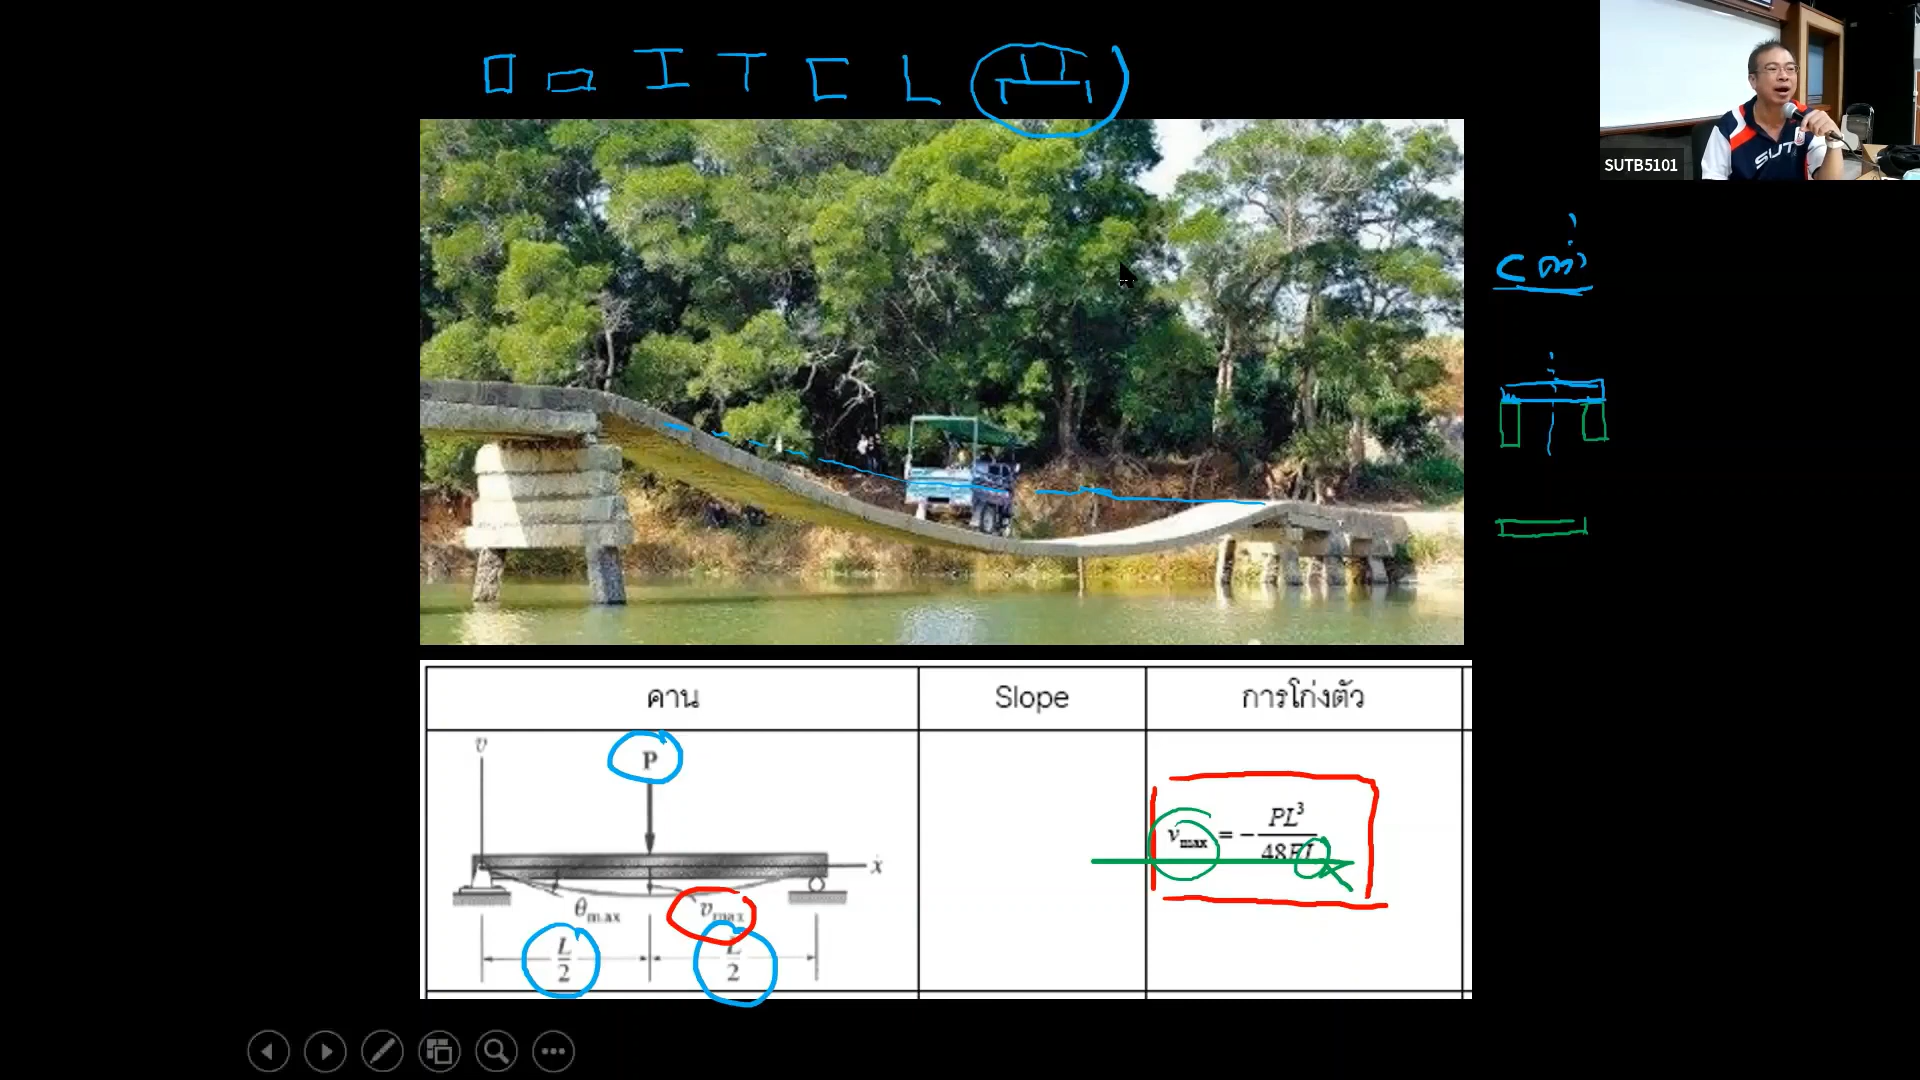 SUT
SUTB5101
คาน
Slope
การโก่งตัว
v
P
x
θmax
vmax
L/2
L/2
vmax = - PL³/48EI